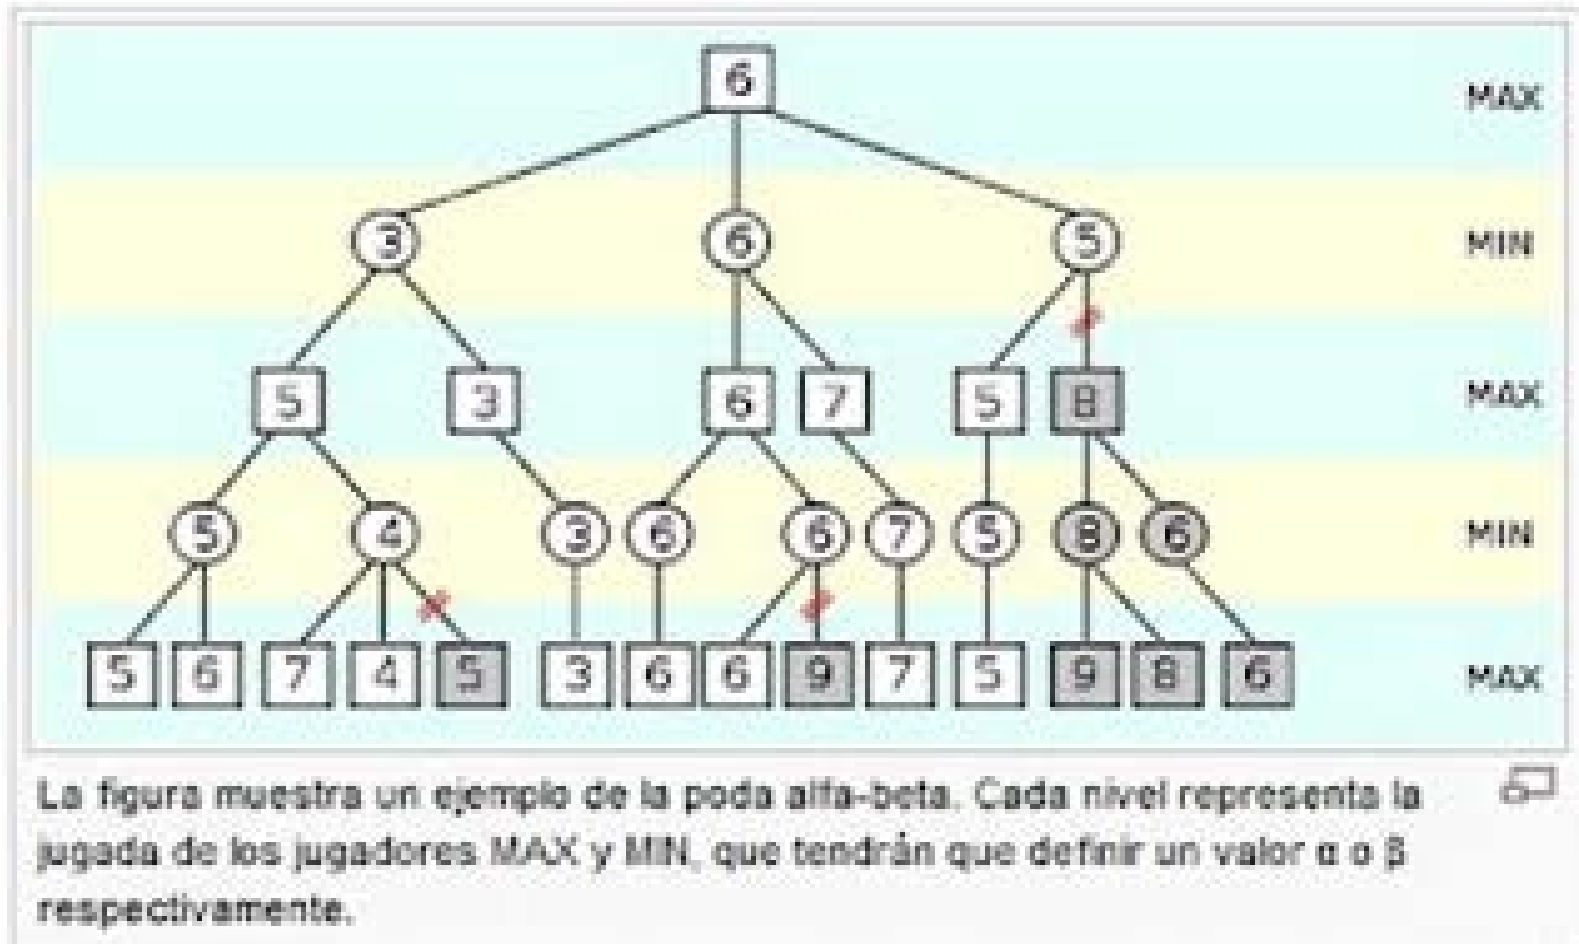 6 MAX
3 6 5 MIN
5 3 6 7 5 8 MAX
5 4 3 6 6 7 5 8 6 MIN
5 6 7 4 5 3 6 6 9 7 5 9 8 6 MAX
La figura muestra un ejemplo de la poda alfa-beta. Cada nivel representa la
jugada de los jugadores MAX y MIN, que tendrán que definir un valor α o β
respectivamente.